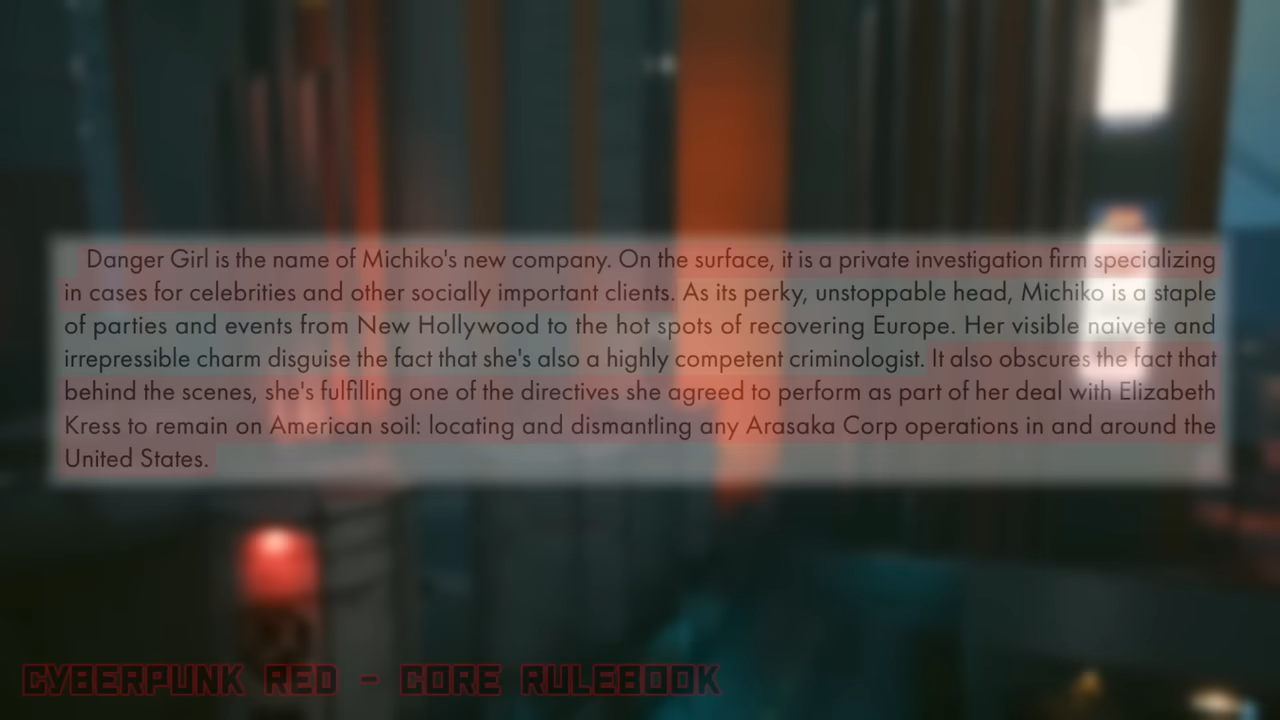 Danger Girl is the name of Michiko's new company. On the surface, it is a private investigation firm specializing
in cases for celebrities and other socially important clients. As its perky, unstoppable head, Michiko is a staple
of parties and events from New Hollywood to the hot spots of recovering Europe. Her visible naivete and
irrepressible charm disguise the fact that she's also a highly competent criminologist. It also obscures the fact that
behind the scenes, she's fulfilling one of the directives she agreed to perform as part of her deal with Elizabeth
Kress to remain on American soil: locating and dismantling any Arasaka Corp operations in and around the
United States.
CYBERPUNK RED - CORE RULEBOOK